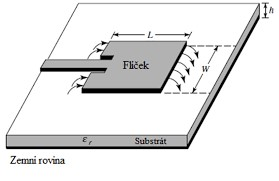 h
L
Flíček
W
εr
Substrát
Zemní rovina